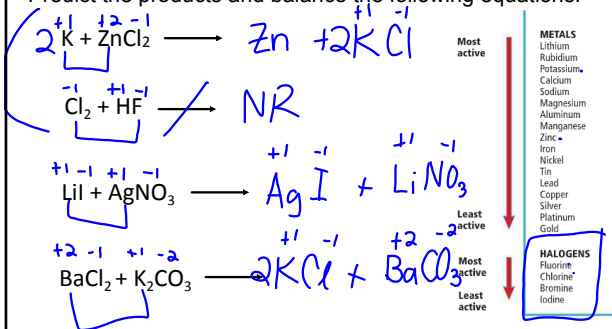 Predict the products and balance the following equations.
+1 +2 -1 +1 -1
2 K + ZnCl₂ ⟶ Zn + 2KCl
-1 +1 -1
Cl₂ + HF ⟶ NR
+1 -1 +1 -1 +1 -1 +1 -1
LiI + AgNO₃ ⟶ AgI + LiNO₃
+2 -1 +1 -2 +1 -1 +2 -2
BaCl₂ + K₂CO₃ ⟶ 2KCl + BaCO₃
Most
active
Least
active
METALS
Lithium
Rubidium
Potassium
Calcium
Sodium
Magnesium
Aluminum
Manganese
Zinc
Iron
Nickel
Tin
Lead
Copper
Silver
Platinum
Gold
Most
active
Least
active
HALOGENS
Fluorine
Chlorine
Bromine
Iodine